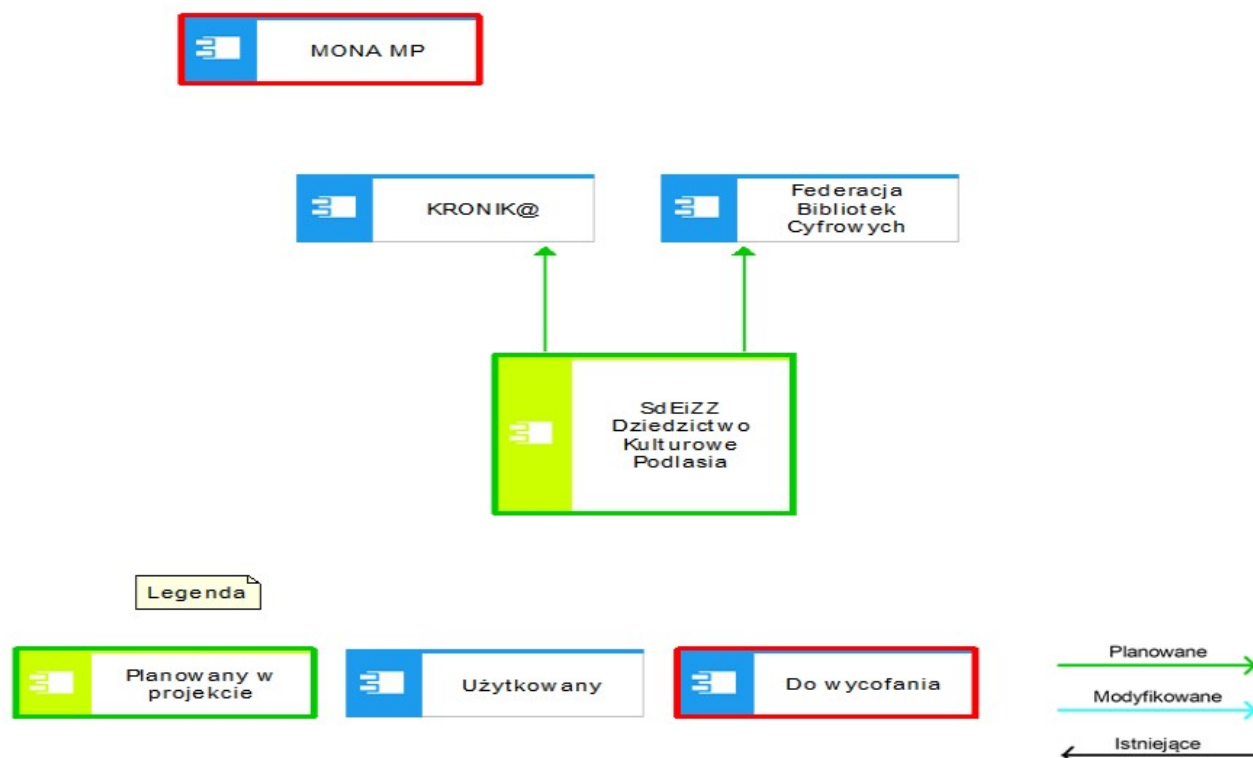 MONA MP
KRONIK@
Federacja
Bibliotek
Cyfrowych
SdEiZZ
Dziedzictwo
Kulturowe
Podlasia
Legenda
Planowany w
projekcie
Użytkowany
Do wycofania
Planowane
Modyfikowane
Istniejące